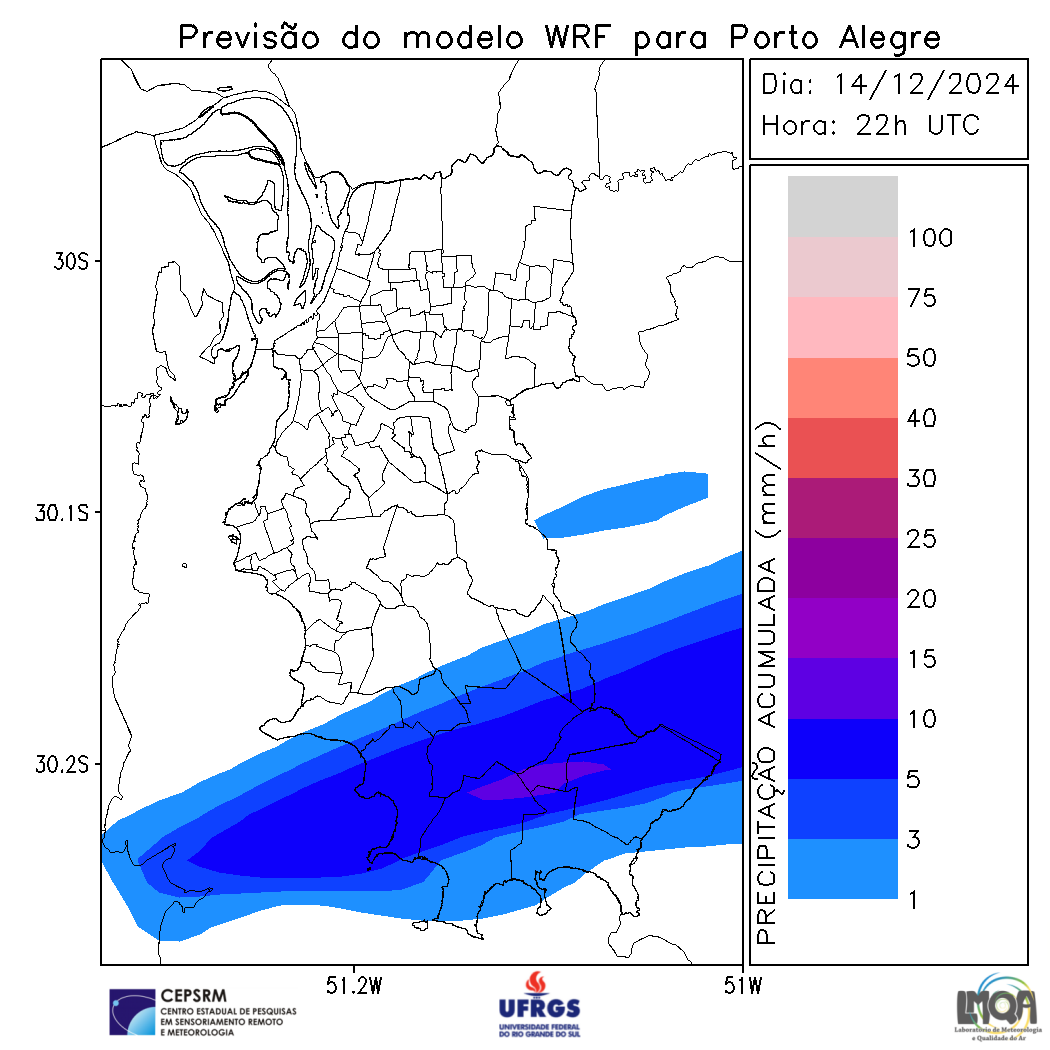 Previsão do modelo WRF para Porto Alegre
Dia: 14/12/2024
Hora: 22h UTC
100
75
50
40
30
25
20
15
10
5
3
1
PRECIPITAÇÃO ACUMULADA (mm/h)
30S
30.1S
30.2S
51.2W
51W
CEPSRM
CENTRO ESTADUAL DE PESQUISAS
EM SENSORIAMENTO REMOTO
E METEOROLOGIA
UFRGS
UNIVERSIDADE FEDERAL
DO RIO GRANDE DO SUL
LMQA
Laboratório de Meteorologia
e Qualidade do Ar